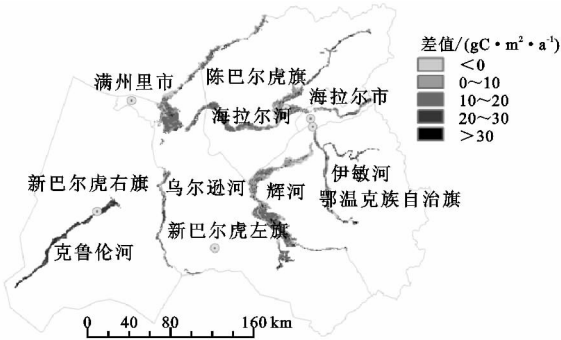 差值/(gC·m²·a⁻¹)
<0
0~10
10~20
20~30
>30
满州里市
陈巴尔虎旗
海拉尔市
海拉尔河
新巴尔虎右旗
乌尔逊河
辉河
伊敏河
鄂温克族自治旗
新巴尔虎左旗
克鲁伦河
0 40 80 160 km